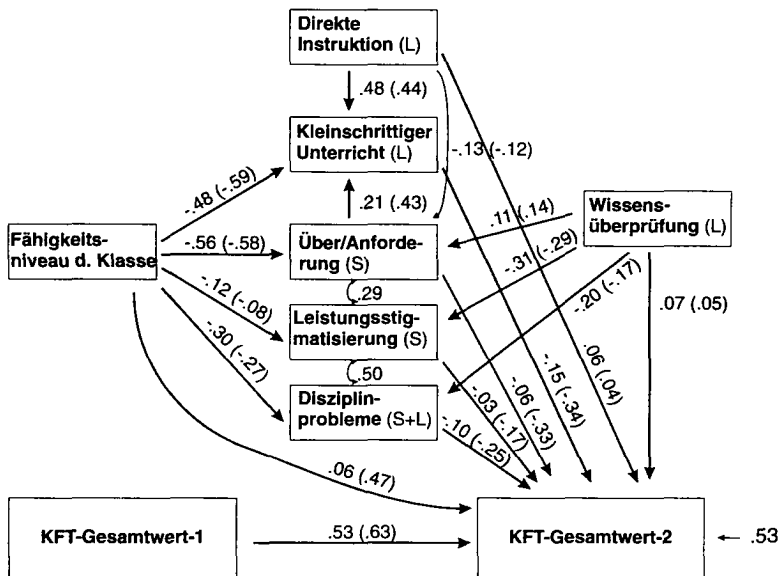 Direkte
Instruktion (L)
.48 (.44)
Kleinschrittiger
Unterricht (L)
-.13 (-.12)
-.48 (-.59)
.21 (.43)
Wissens-
überprüfung (L)
.11 (.14)
Fähigkeits-
niveau d. Klasse
-.56 (-.58)
Über/Anforde-
rung (S)
-.31 (-.29)
-.12 (-.08)
.29
-.20 (-.17)
.07 (.05)
Leistungsstig-
matisierung (S)
-.30 (-.27)
.50
Disziplin-
probleme (S+L)
-.03 (-.17)
-.06 (-.33)
-.15 (-.34)
.06 (.04)
-.10 (-.25)
.06 (.47)
KFT-Gesamtwert-1
.53 (.63)
KFT-Gesamtwert-2
.53